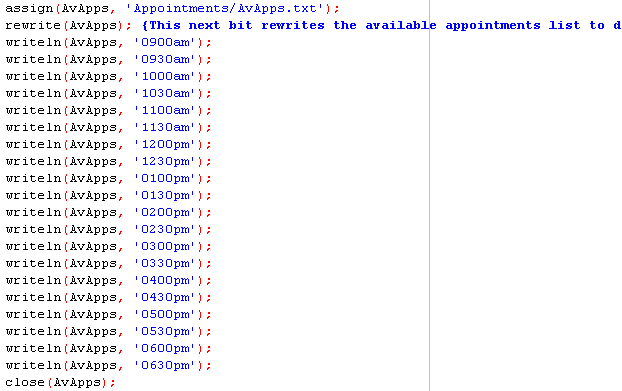 assign(AvApps, 'Appointments/AvApps.txt');
rewrite(AvApps); {This next bit rewrites the available appointments list to d
writeln(AvApps, '0900am');
writeln(AvApps, '0930am');
writeln(AvApps, '1000am');
writeln(AvApps, '1030am');
writeln(AvApps, '1100am');
writeln(AvApps, '1130am');
writeln(AvApps, '1200pm');
writeln(AvApps, '1230pm');
writeln(AvApps, '0100pm');
writeln(AvApps, '0130pm');
writeln(AvApps, '0200pm');
writeln(AvApps, '0230pm');
writeln(AvApps, '0300pm');
writeln(AvApps, '0330pm');
writeln(AvApps, '0400pm');
writeln(AvApps, '0430pm');
writeln(AvApps, '0500pm');
writeln(AvApps, '0530pm');
writeln(AvApps, '0600pm');
writeln(AvApps, '0630pm');
close(AvApps);